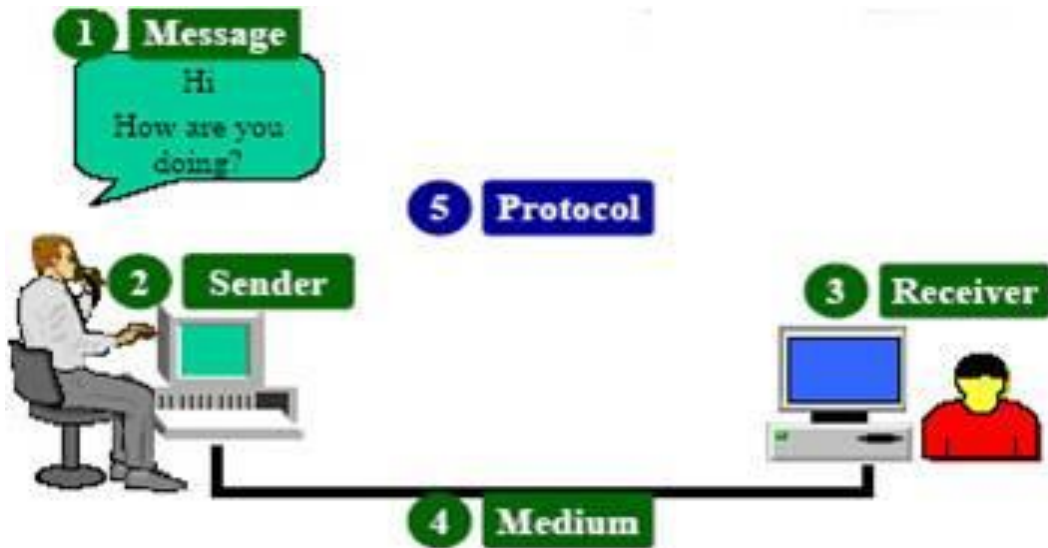 1 Message
Hi
How are you
doing?
5 Protocol
2 Sender
3 Receiver
4 Medium